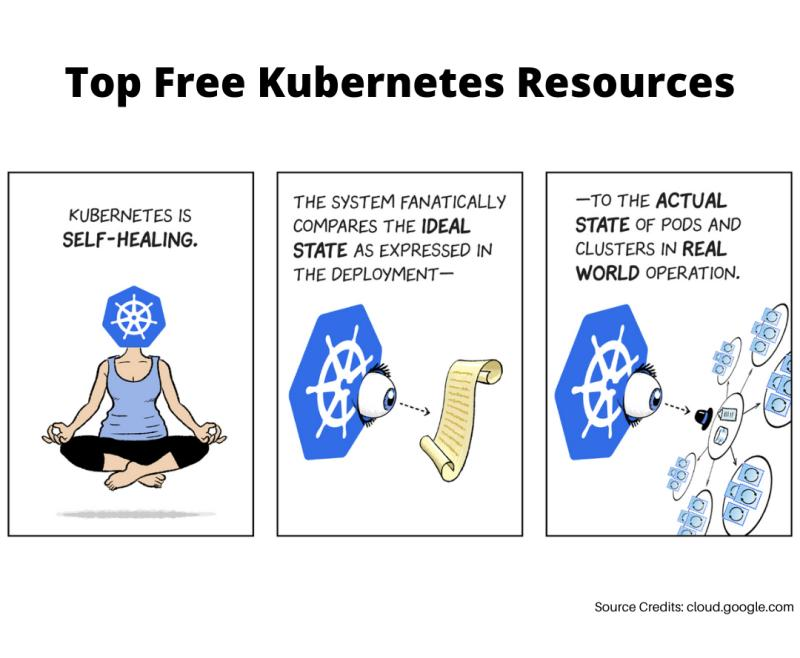 Top Free Kubernetes Resources
KUBERNETES IS
SELF-HEALING.
THE SYSTEM FANATICALLY
COMPARES THE IDEAL
STATE AS EXPRESSED IN
THE DEPLOYMENT—
—TO THE ACTUAL
STATE OF PODS AND
CLUSTERS IN REAL
WORLD OPERATION.
Source Credits: cloud.google.com